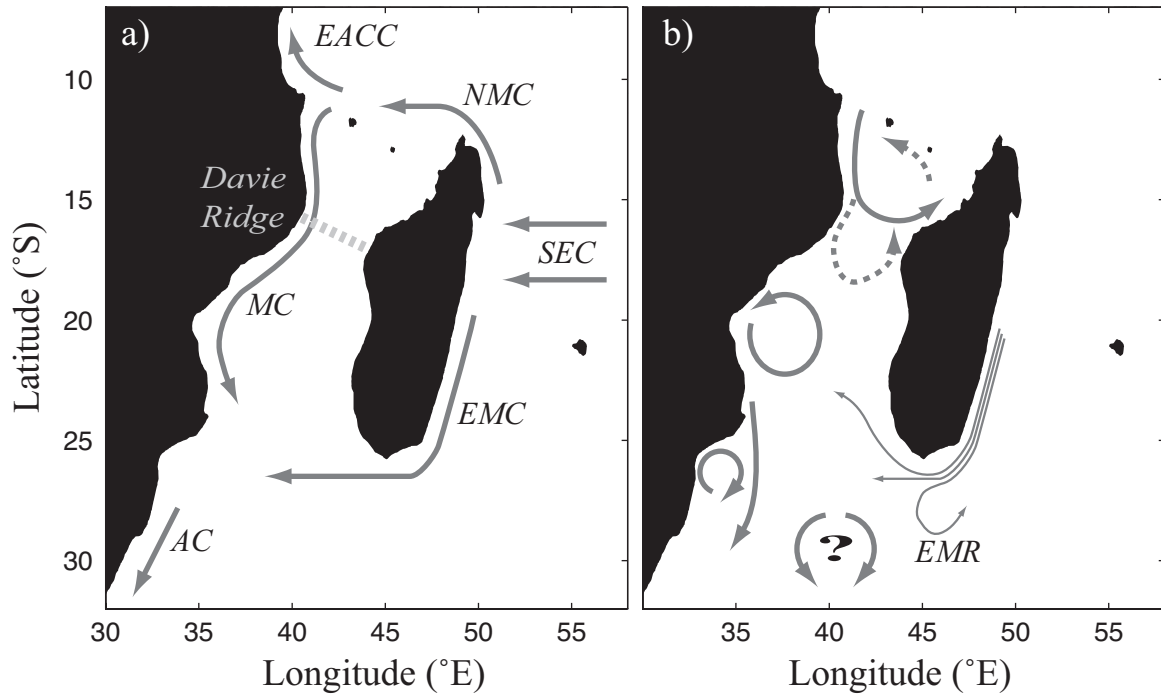 a)
EACC
NMC
Davie
Ridge
SEC
MC
EMC
AC
10
15
20
25
30
Latitude (˚S)
30 40 45 50 55
Longitude (˚E)
b)
?
EMR
35 40 45 50 55
Longitude (˚E)